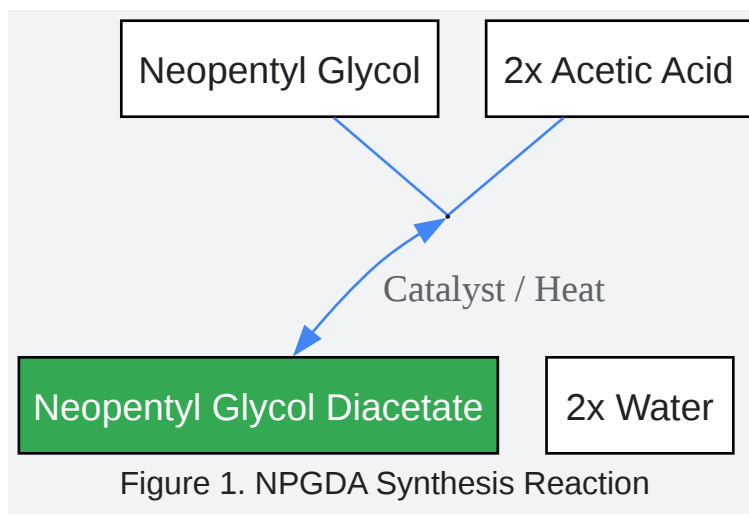 Neopentyl Glycol
2x Acetic Acid
Catalyst / Heat
Neopentyl Glycol Diacetate
2x Water
Figure 1. NPGDA Synthesis Reaction